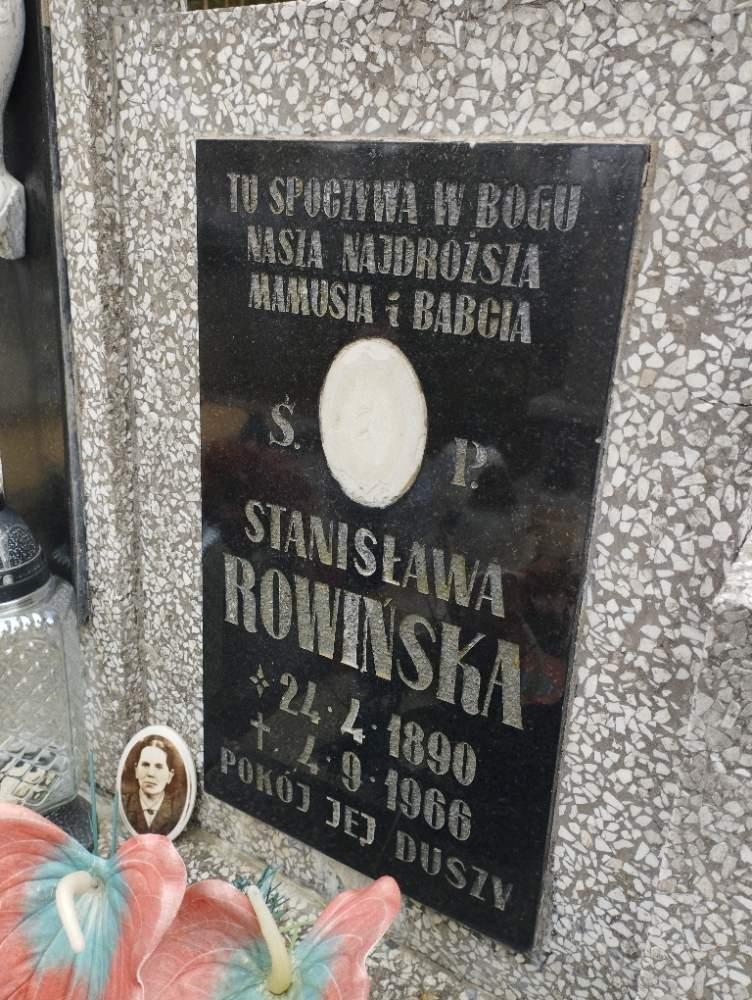 TU SPOCZYWA W BOGU
NASZA NAJDROŻSZA
MAMUSIA i BABCIA
Ś. P.
STANISŁAWA
ROWIŃSKA
24·4·1890
† 4·9·1966
POKÓJ JEJ DUSZY